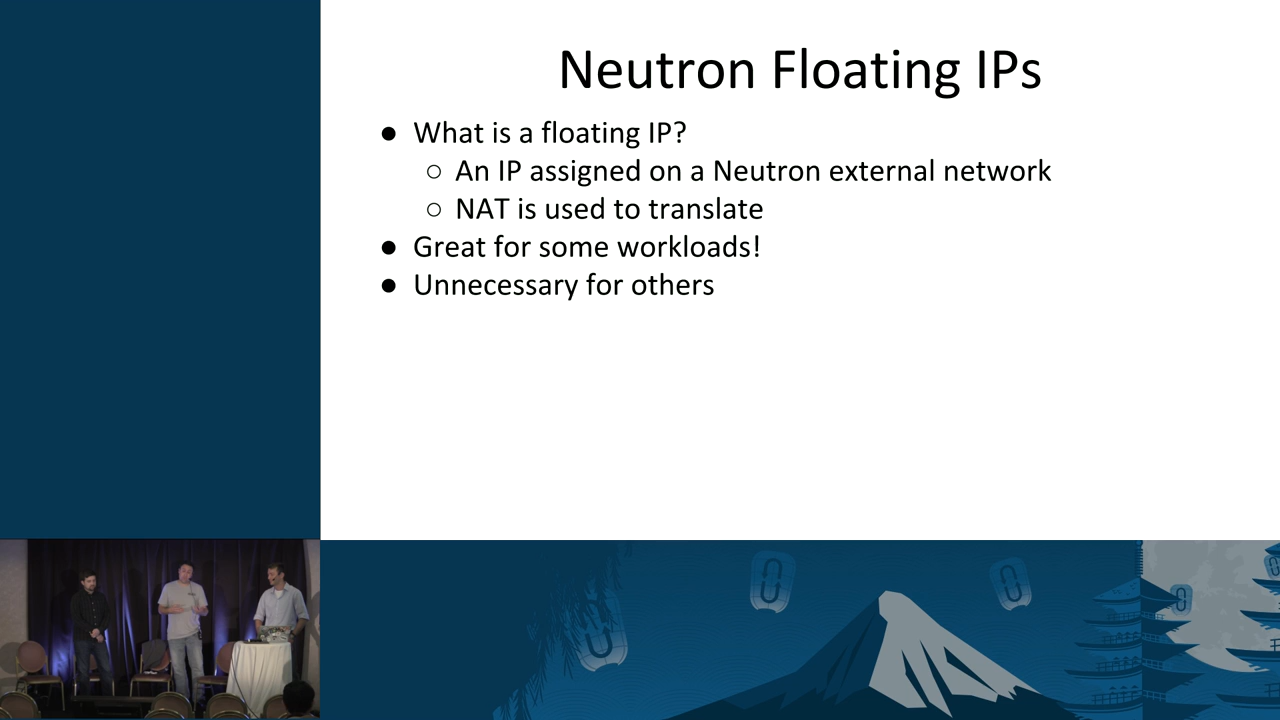 Neutron Floating IPs
● What is a floating IP?
○ An IP assigned on a Neutron external network
○ NAT is used to translate
● Great for some workloads!
● Unnecessary for others